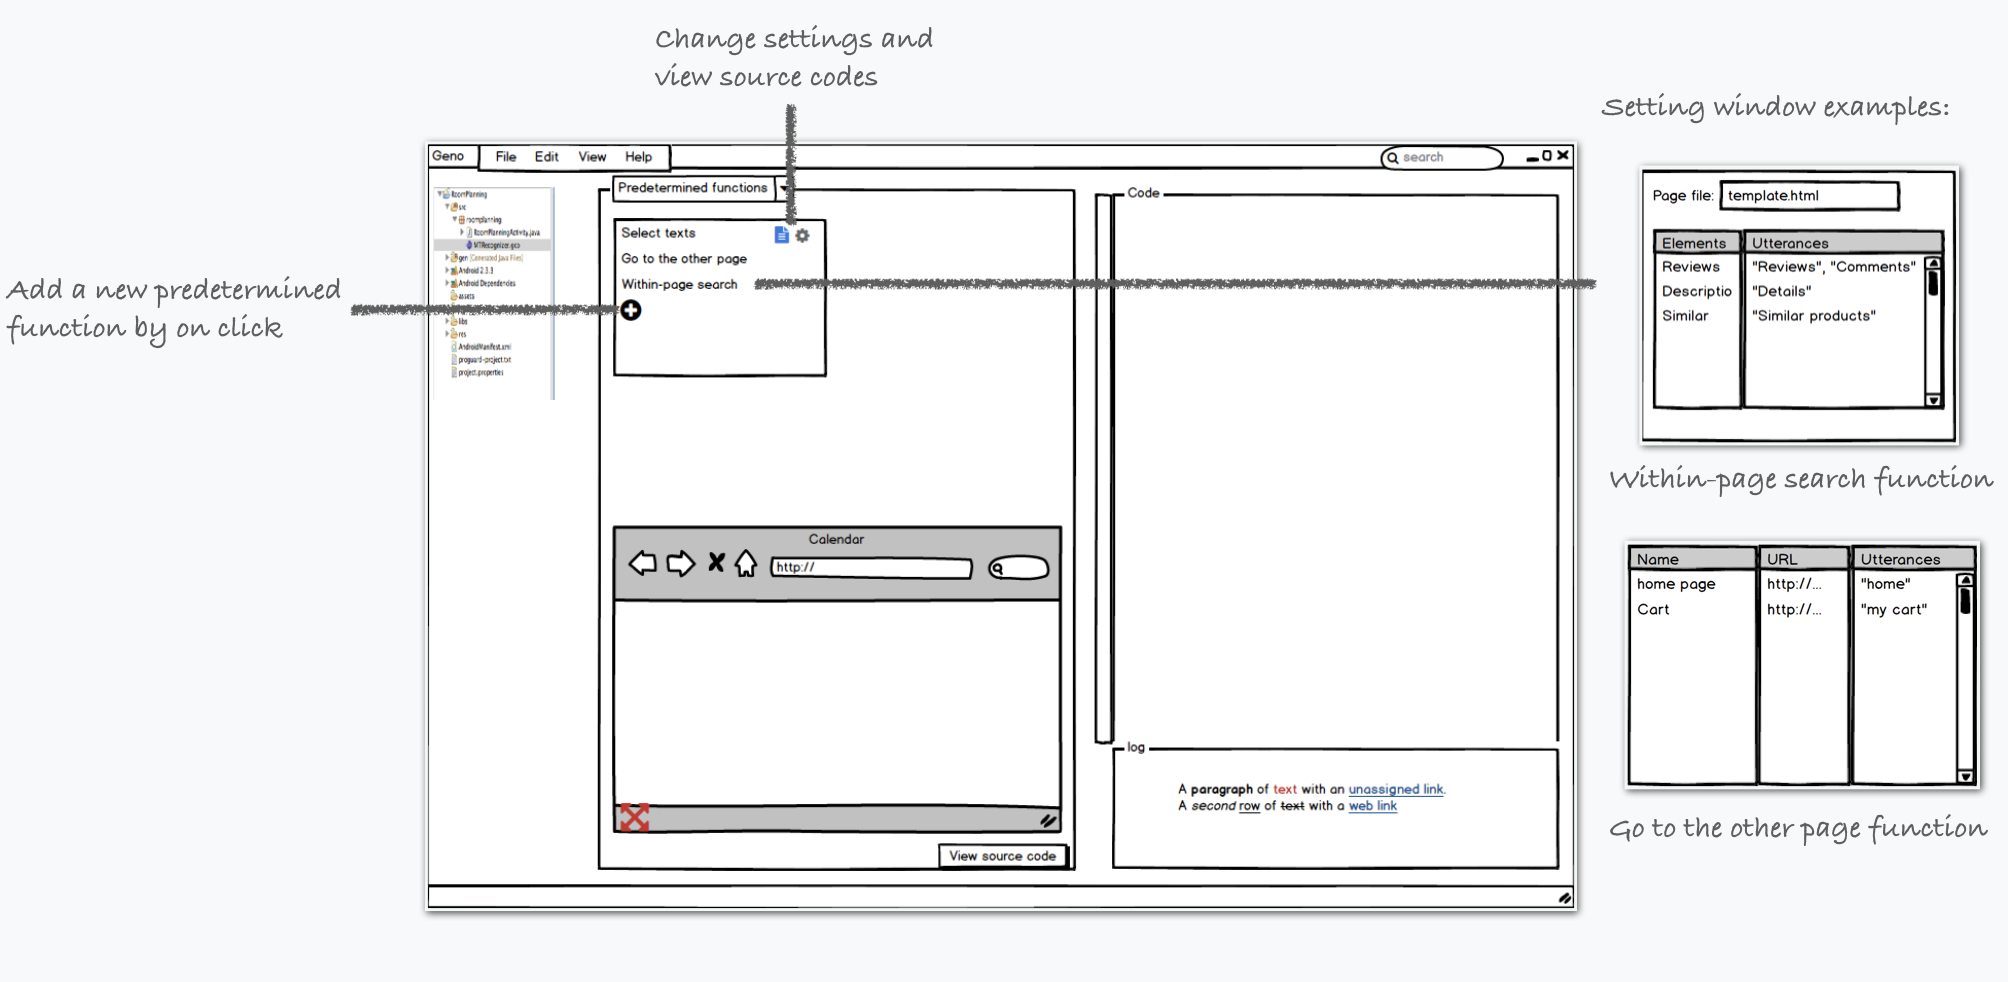 Change settings and
view source codes
Setting window examples:
Geno File Edit View Help search
RoomPlanning
src
roomplanning
RoomPlanningActivity.java
MTRecognizer.gco
gen [Generated Java Files]
Android 2.3.3
Android Dependencies
assets
libs
res
AndroidManifest.xml
proguard-project.txt
project.properties
Add a new predetermined
function by on click
Predetermined functions
Select texts
Go to the other page
Within-page search
Calendar
http://
View source code
Code
log
A paragraph of text with an unassigned link.
A second row of text with a web link
Page file: template.html
Elements Utterances
Reviews "Reviews", "Comments"
Descriptio "Details"
Similar "Similar products"
Within-page search function
Name URL Utterances
home page http://... "home"
Cart http://... "my cart"
Go to the other page function